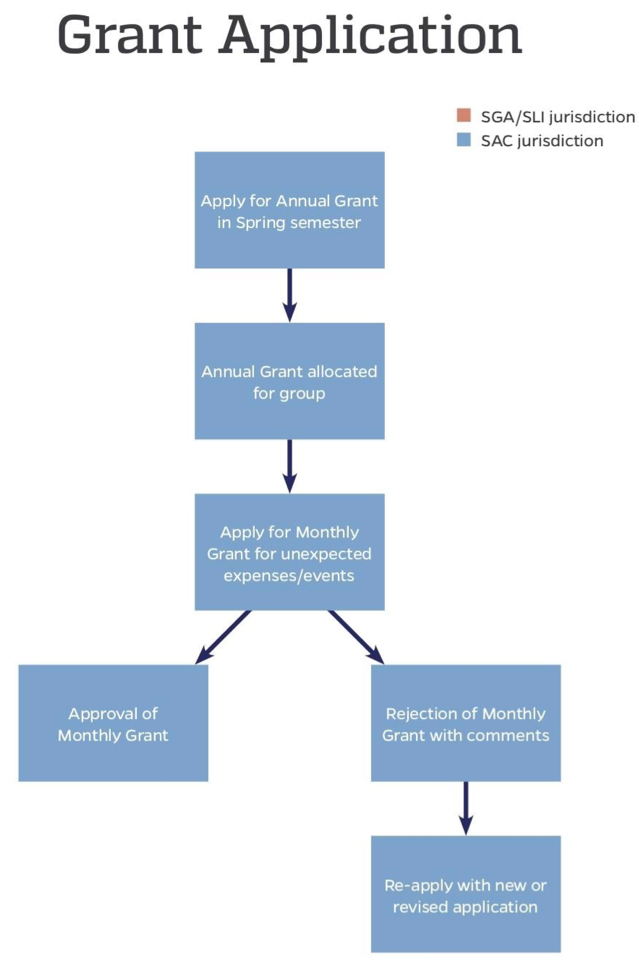 Grant Application
SGA/SLI jurisdiction
SAC jurisdiction
Apply for Annual Grant
in Spring semester
Annual Grant allocated
for group
Apply for Monthly
Grant for unexpected
expenses/events
Approval of
Monthly Grant
Rejection of Monthly
Grant with comments
Re-apply with new or
revised application